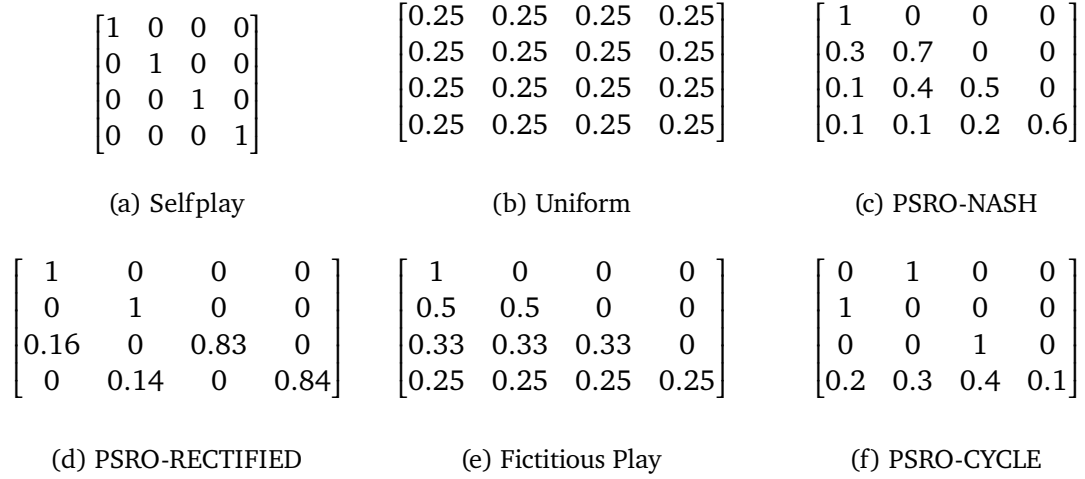 [1 0 0 0]
[0 1 0 0]
[0 0 1 0]
[0 0 0 1]
(a) Selfplay
[0.25 0.25 0.25 0.25]
[0.25 0.25 0.25 0.25]
[0.25 0.25 0.25 0.25]
[0.25 0.25 0.25 0.25]
(b) Uniform
[1 0 0 0]
[0.3 0.7 0 0]
[0.1 0.4 0.5 0]
[0.1 0.1 0.2 0.6]
(c) PSRO-NASH
[1 0 0 0]
[0 1 0 0]
[0.16 0 0.83 0]
[0 0.14 0 0.84]
(d) PSRO-RECTIFIED
[1 0 0 0]
[0.5 0.5 0 0]
[0.33 0.33 0.33 0]
[0.25 0.25 0.25 0.25]
(e) Fictitious Play
[0 1 0 0]
[1 0 0 0]
[0 0 1 0]
[0.2 0.3 0.4 0.1]
(f) PSRO-CYCLE